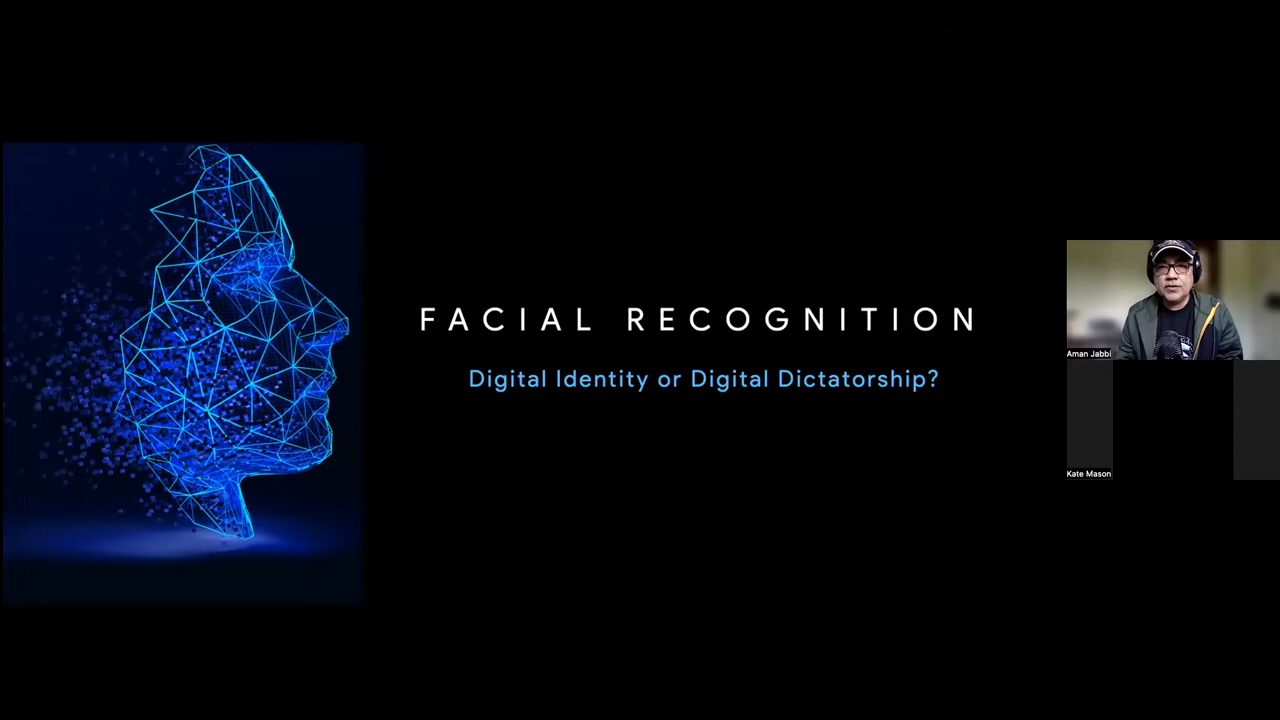 FACIAL RECOGNITION
Digital Identity or Digital Dictatorship?
Aman Jabbi
Kate Mason